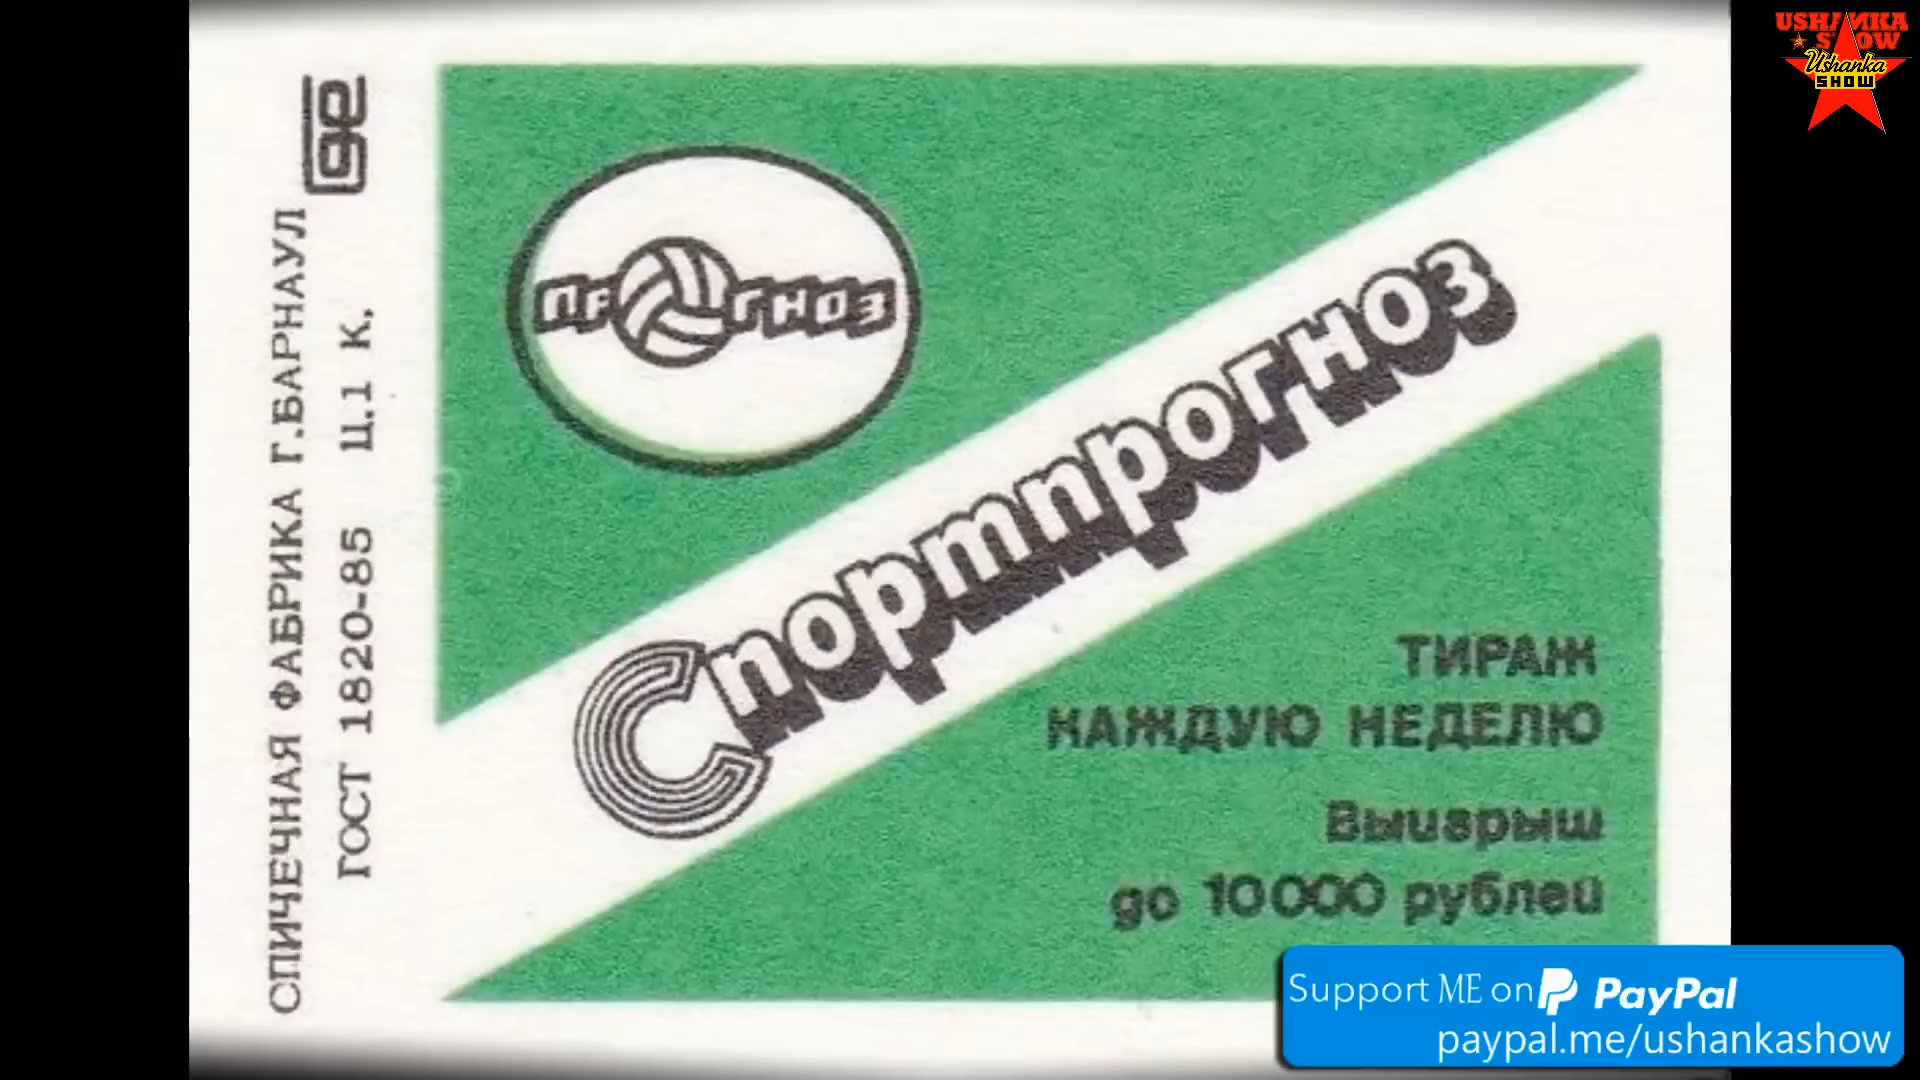 СПИЧЕЧНАЯ ФАБРИКА Г.БАРНАУЛ
ГОСТ 1820-85 Ц.1 К.
ПРОГНОЗ
Спортпрогноз
ТИРАЖ
КАЖДУЮ НЕДЕЛЮ
Выигрыш
до 10000 рублей
USHANKA
SHOW
Ushanka
SHOW
Support ME on PayPal
paypal.me/ushankashow